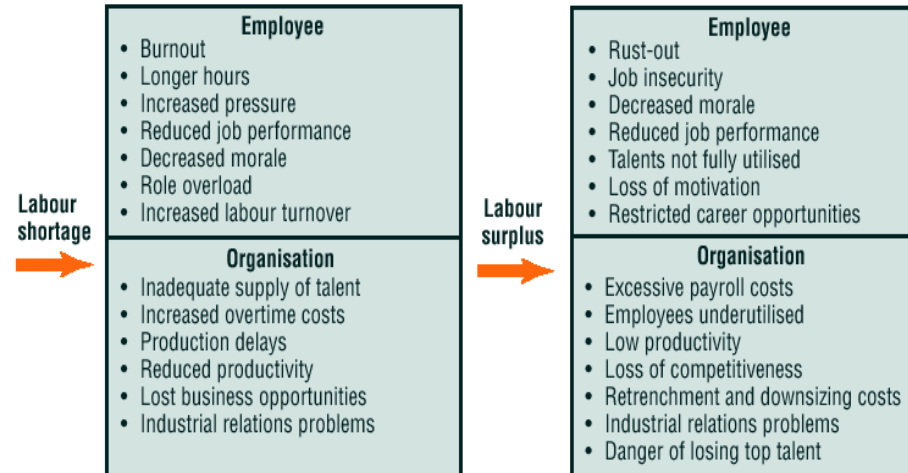 Labour
shortage
Employee
• Burnout
• Longer hours
• Increased pressure
• Reduced job performance
• Decreased morale
• Role overload
• Increased labour turnover
Organisation
• Inadequate supply of talent
• Increased overtime costs
• Production delays
• Reduced productivity
• Lost business opportunities
• Industrial relations problems
Labour
surplus
Employee
• Rust-out
• Job insecurity
• Decreased morale
• Reduced job performance
• Talents not fully utilised
• Loss of motivation
• Restricted career opportunities
Organisation
• Excessive payroll costs
• Employees underutilised
• Low productivity
• Loss of competitiveness
• Retrenchment and downsizing costs
• Industrial relations problems
• Danger of losing top talent